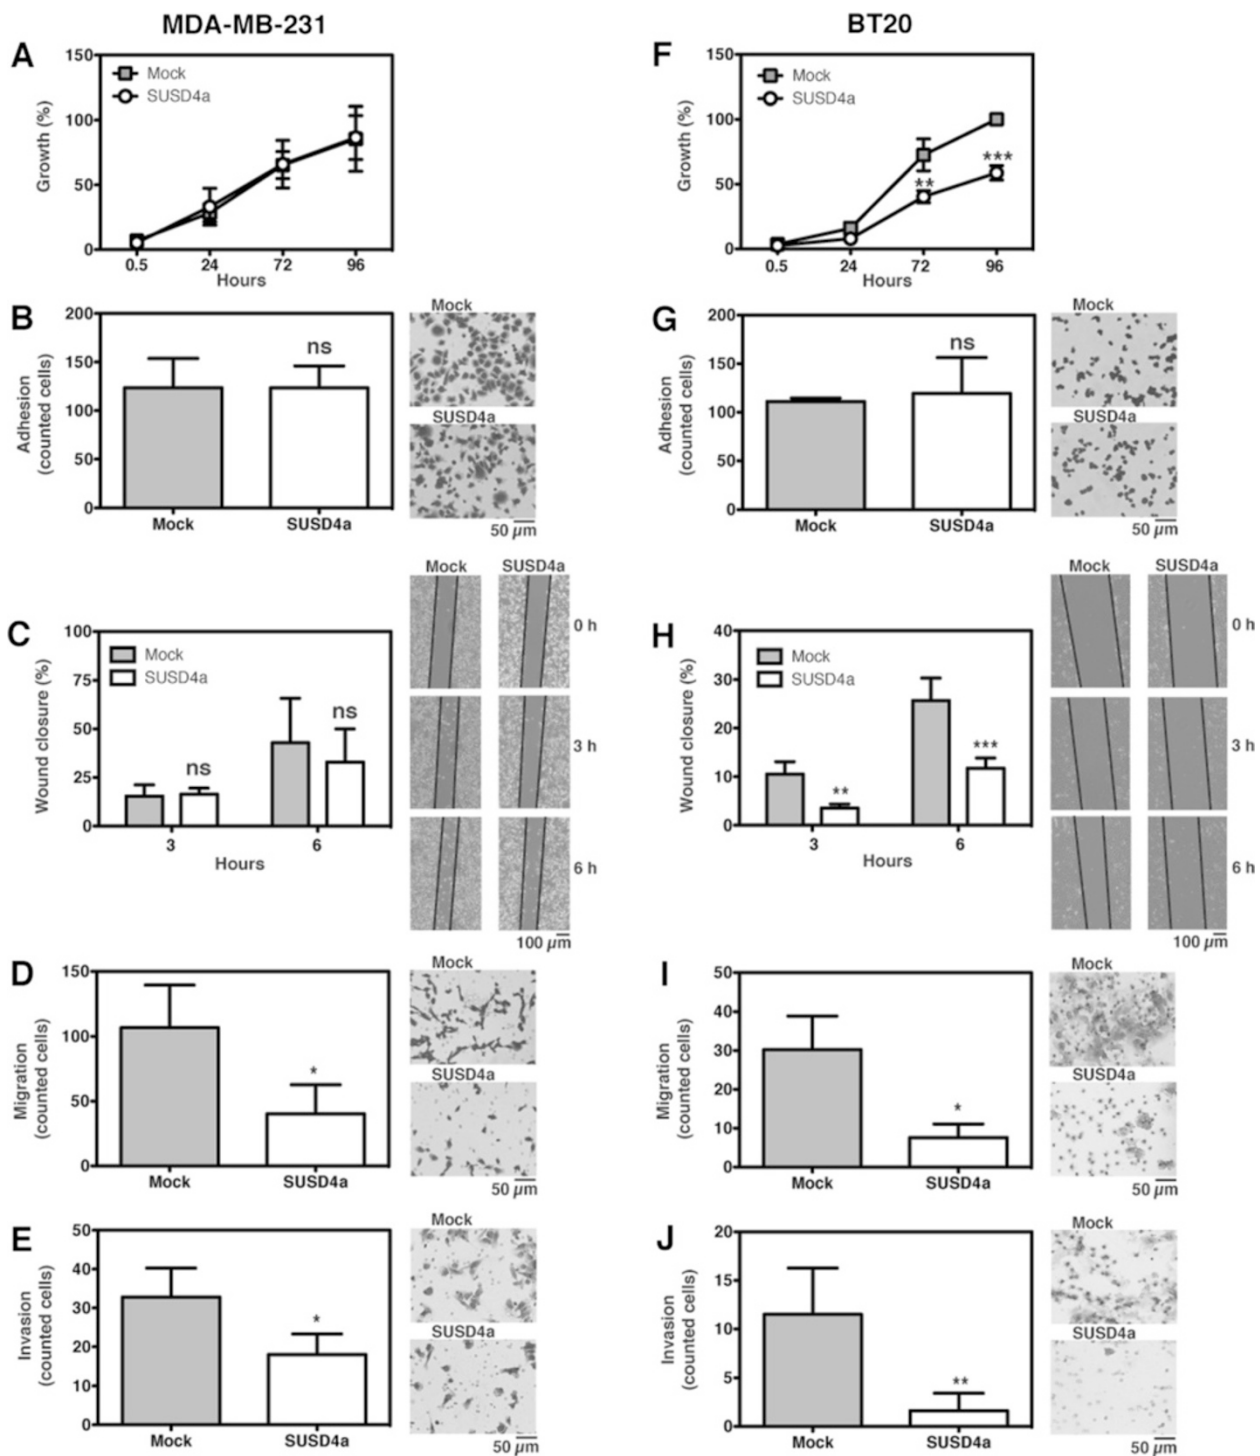 MDA-MB-231
BT20
A
150
100
50
0
Growth (%)
Mock
SUSD4a
0.5 24 72 96
Hours
F
150
100
50
0
Growth (%)
Mock
SUSD4a
**
***
0.5 24 72 96
Hours
B
200
150
100
50
0
Adhesion
(counted cells)
ns
Mock SUSD4a
Mock
SUSD4a
50 µm
G
200
150
100
50
0
Adhesion
(counted cells)
ns
Mock SUSD4a
Mock
SUSD4a
50 µm
C
100
75
50
25
0
Wound closure (%)
Mock
SUSD4a
ns
ns
3 6
Hours
Mock SUSD4a
0 h
3 h
6 h
100 µm
H
40
30
20
10
0
Wound closure (%)
Mock
SUSD4a
**
***
3 6
Hours
Mock SUSD4a
0 h
3 h
6 h
100 µm
D
150
100
50
0
Migration
(counted cells)
*
Mock SUSD4a
Mock
SUSD4a
50 µm
I
50
40
30
20
10
0
Migration
(counted cells)
*
Mock SUSD4a
Mock
SUSD4a
50 µm
E
50
40
30
20
10
0
Invasion
(counted cells)
*
Mock SUSD4a
Mock
SUSD4a
50 µm
J
20
15
10
5
0
Invasion
(counted cells)
**
Mock SUSD4a
Mock
SUSD4a
50 µm